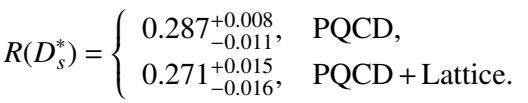 R(D_s^*) = { 0.287^{+0.008}_{-0.011}, PQCD,
0.271^{+0.015}_{-0.016}, PQCD + Lattice.